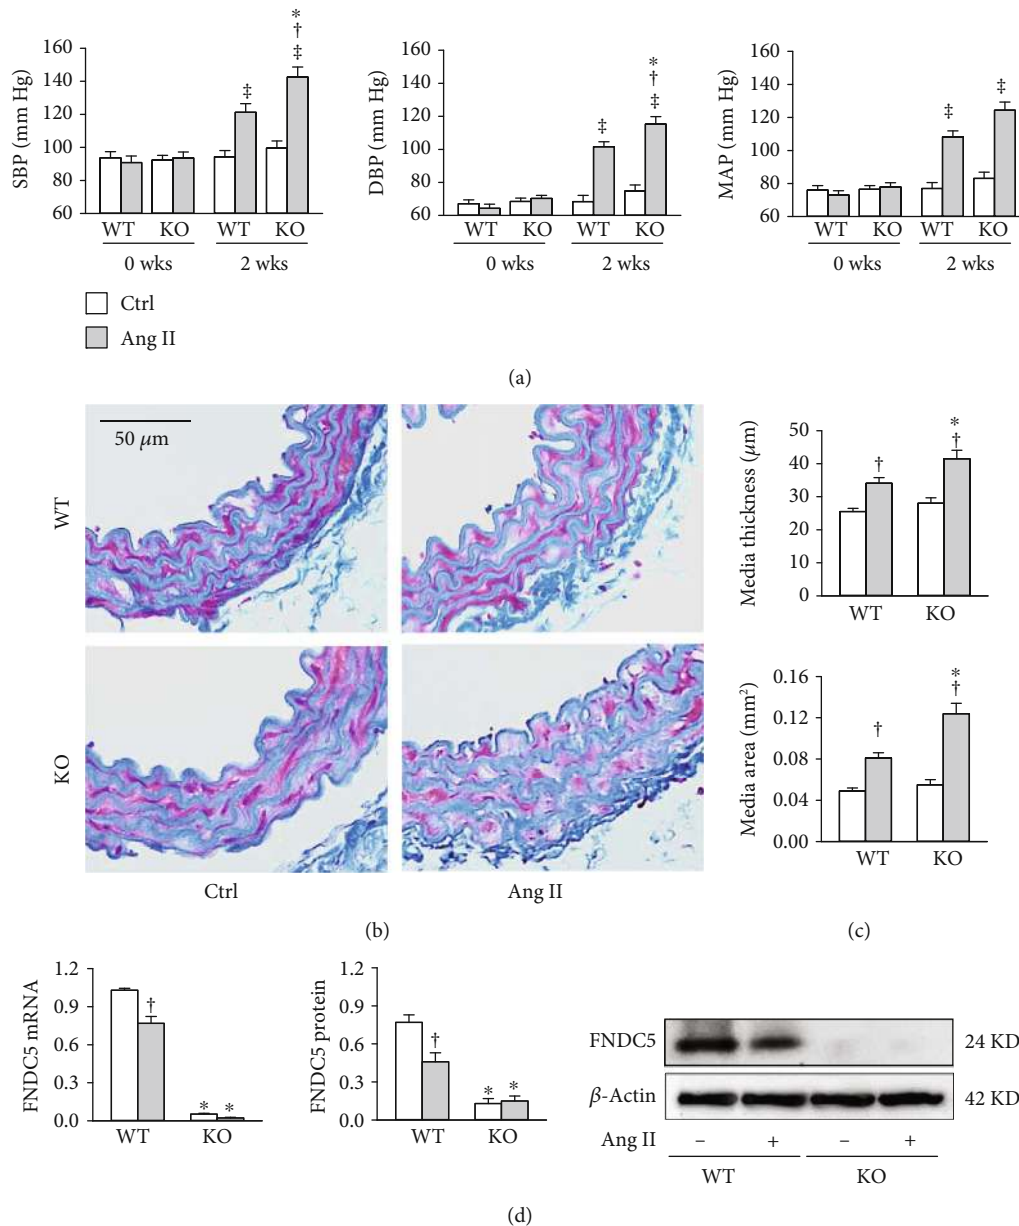 *
†
‡
160
140
120
100
80
60
SBP (mm Hg)
‡
WT
KO
WT
KO
0 wks
2 wks
*
†
‡
160
140
120
100
80
60
DBP (mm Hg)
‡
WT
KO
WT
KO
0 wks
2 wks
160
140
120
100
80
60
MAP (mm Hg)
‡
‡
WT
KO
WT
KO
0 wks
2 wks
Ctrl
Ang II
(a)
50 μm
WT
KO
Ctrl
Ang II
(b)
50
40
30
20
10
0
Media thickness (μm)
†
*
†
WT
KO
0.16
0.12
0.08
0.04
0.00
Media area (mm²)
†
*
†
WT
KO
(c)
1.2
0.9
0.6
0.3
0.0
FNDC5 mRNA
†
* *
WT
KO
1.2
0.9
0.6
0.3
0.0
FNDC5 protein
†
* *
WT
KO
FNDC5
24 KD
β-Actin
42 KD
Ang II − + − +
WT
KO
(d)